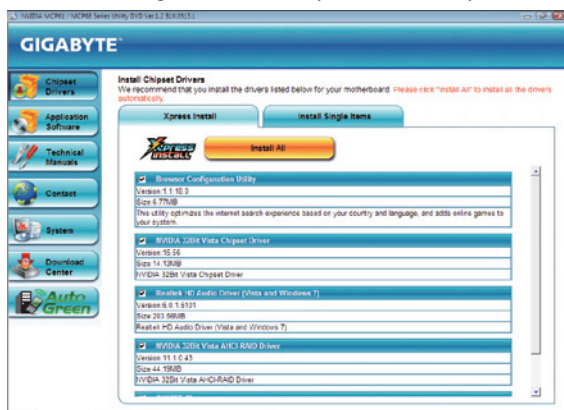 NVIDIA MCP61 / MCP68 Series Utility DVD Ver.1.2
GIGABYTE
Chipset Drivers
Install Chipset Drivers
We recommend that you install the drivers listed below for your motherboard. Please click "Install All" to install all the drivers automatically.
Xpress Install
Install Single Items
Application Software
Xpress INSTALL
Install All
Technical Manuals
Browser Configuration Utility
Version:1.1.18.0
Size:6.77MB
This utility optimizes the internet search experience based on your country and language, and adds online games to your system.
Contact
System
NVIDIA 32Bit Vista Chipset Driver
Version:15.56
Size:14.13MB
NVIDIA 32Bit Vista Chipset Driver
Download Center
Realtek HD Audio Driver (Vista and Windows 7)
Version:6.0.1.6101
Size:203.56MB
Realtek HD Audio Driver (Vista and Windows 7)
Auto Green
NVIDIA 32Bit Vista AHCI-RAID Driver
Version:11.1.0.43
Size:44.19MB
NVIDIA 32Bit Vista AHCI-RAID Driver